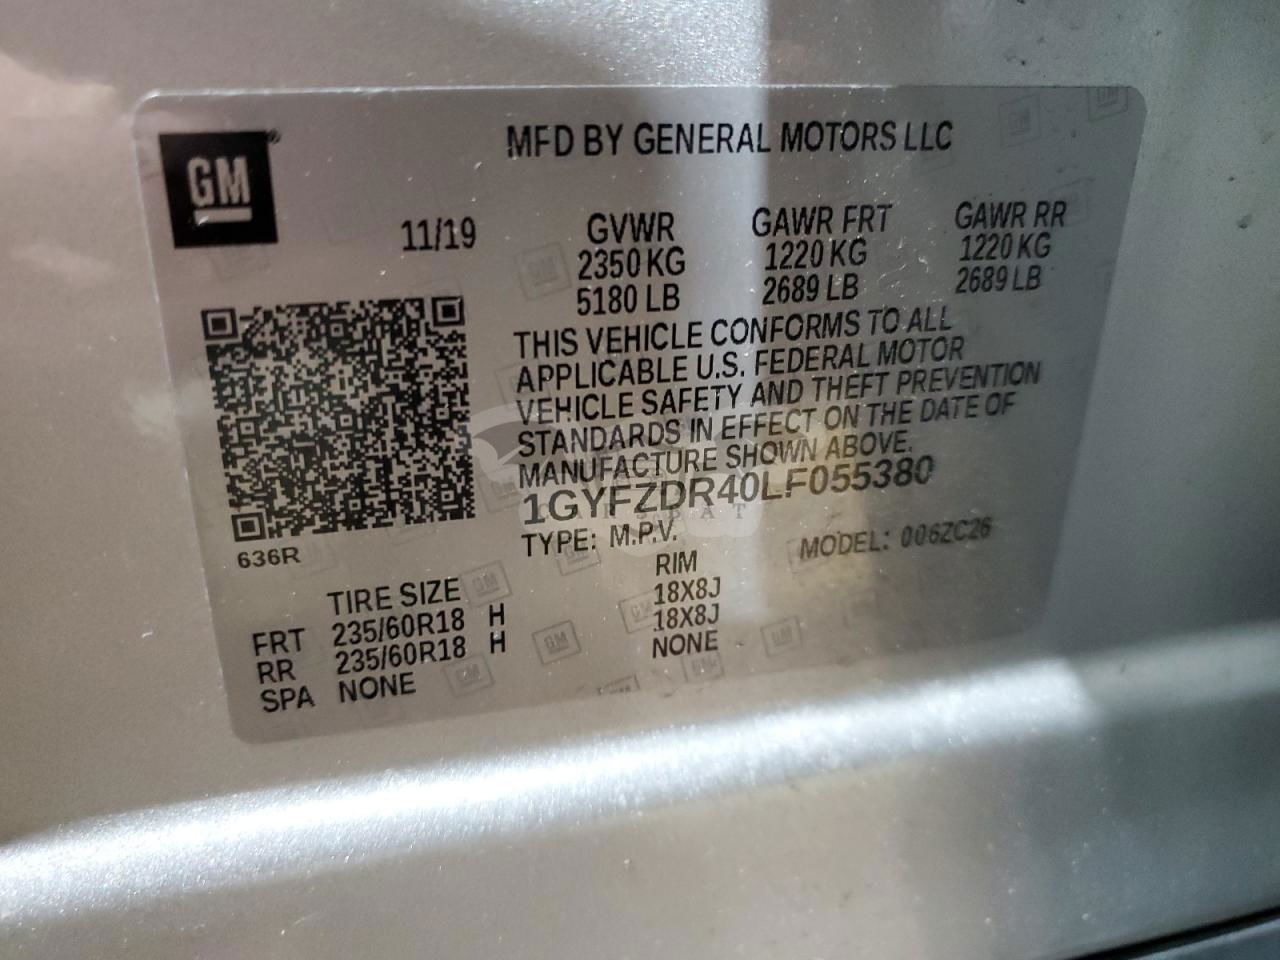 MFD BY GENERAL MOTORS LLC
GM
11/19 GVWR GAWR FRT GAWR RR
2350 KG 1220 KG 1220 KG
5180 LB 2689 LB 2689 LB
THIS VEHICLE CONFORMS TO ALL
APPLICABLE U.S. FEDERAL MOTOR
VEHICLE SAFETY AND THEFT PREVENTION
STANDARDS IN EFFECT ON THE DATE OF
MANUFACTURE SHOWN ABOVE.
1GYFZDR40LF055380
TYPE: M.P.V. MODEL: 006ZC26
636R
TIRE SIZE RIM
FRT 235/60R18 H 18X8J
RR 235/60R18 H 18X8J
SPA NONE NONE